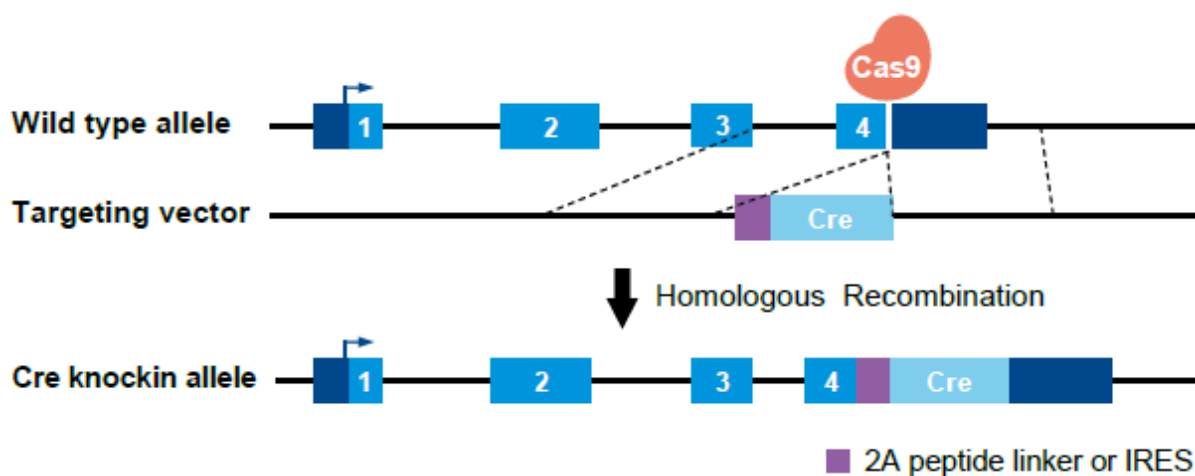 Cas9
Wild type allele 1 2 3 4
Targeting vector Cre
Homologous Recombination
Cre knockin allele 1 2 3 4 Cre
2A peptide linker or IRES